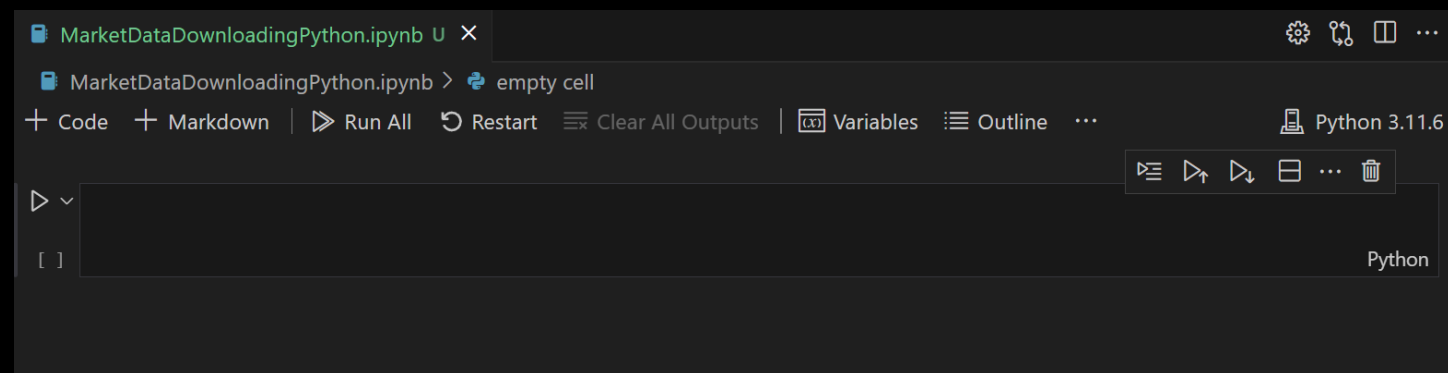 MarketDataDownloadingPython.ipynb U
MarketDataDownloadingPython.ipynb > empty cell
+ Code + Markdown Run All Restart Clear All Outputs (x) Variables Outline ... Python 3.11.6
...
[ ]
Python